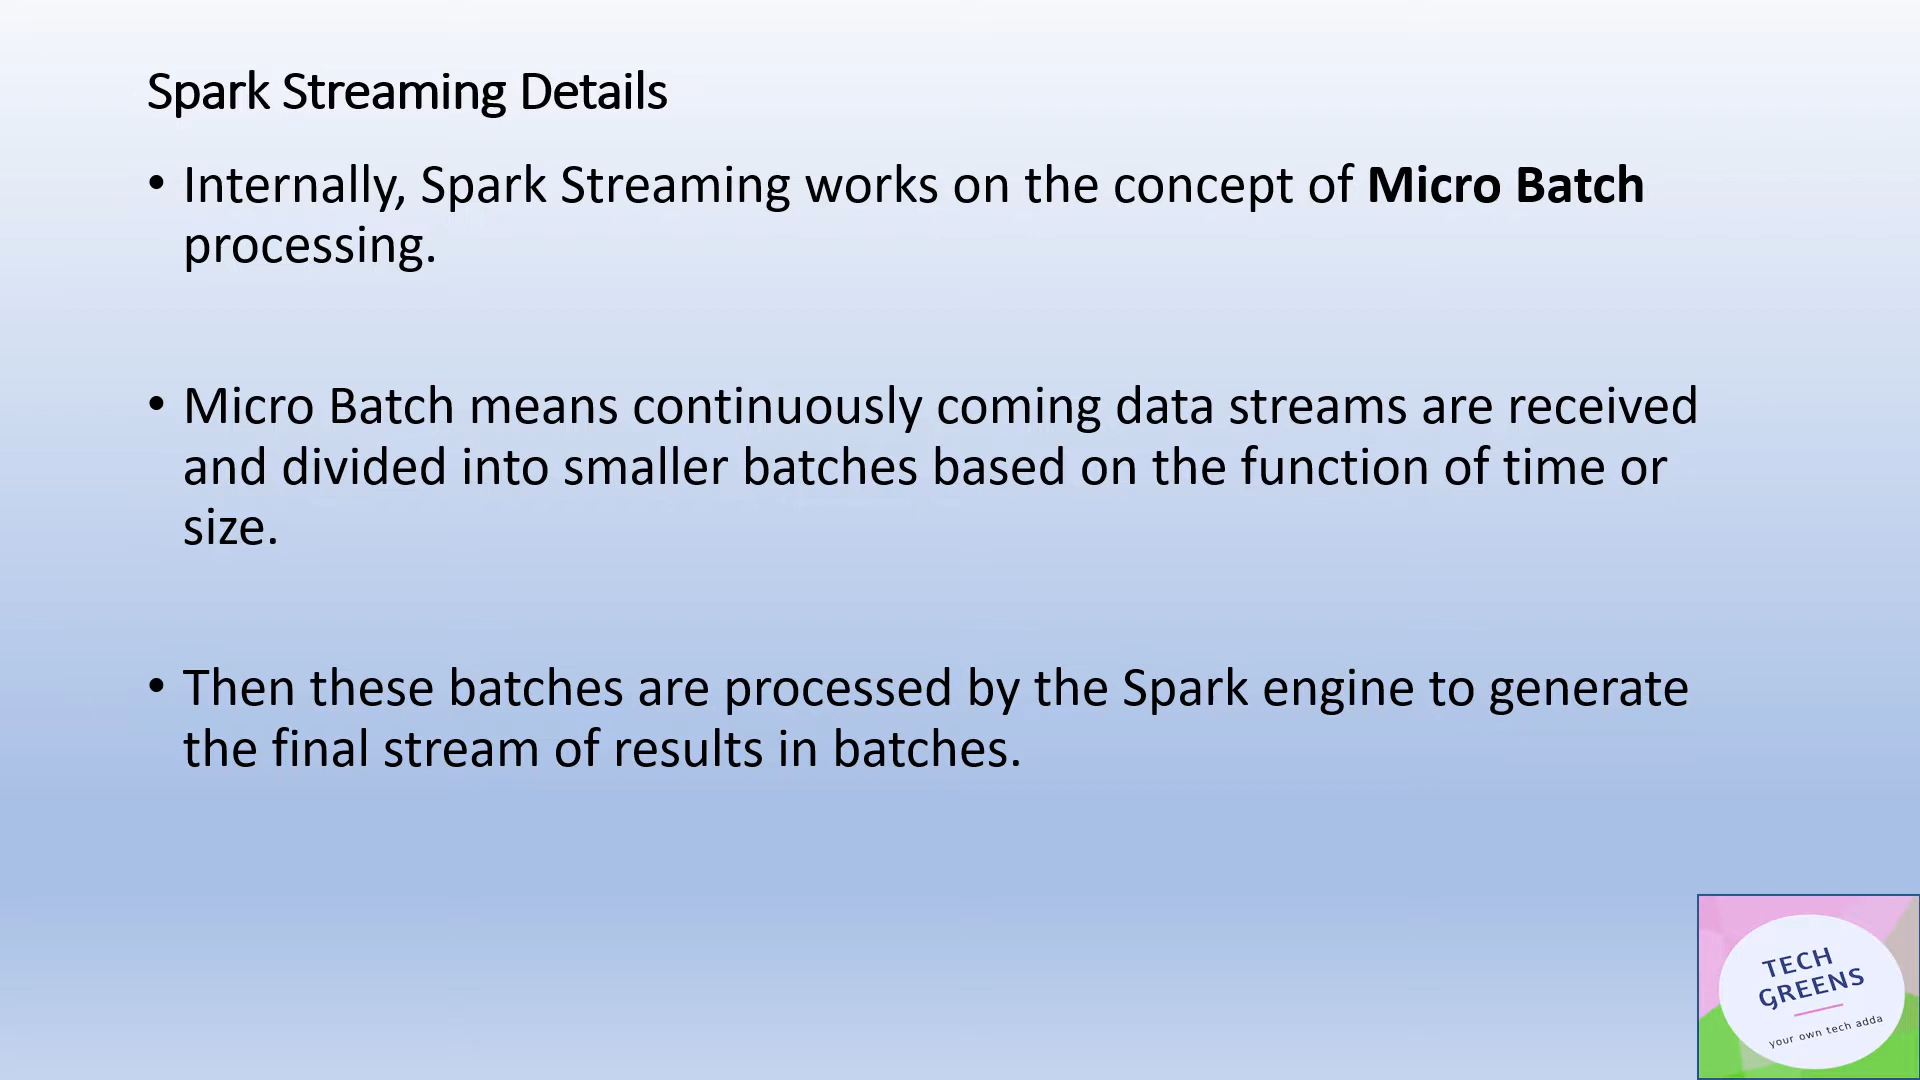 Spark Streaming Details
• Internally, Spark Streaming works on the concept of Micro Batch
processing.
• Micro Batch means continuously coming data streams are received
and divided into smaller batches based on the function of time or
size.
• Then these batches are processed by the Spark engine to generate
the final stream of results in batches.
TECH
GREENS
your own tech adda